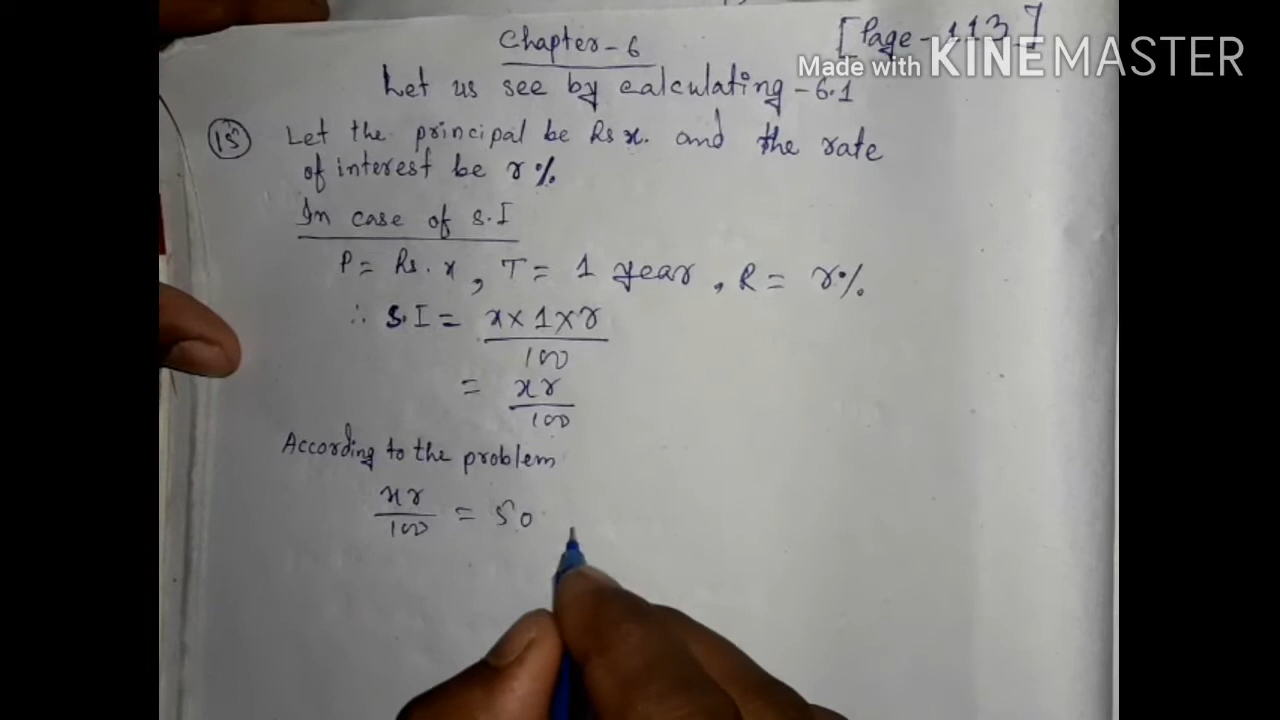 Chapter-6
[Page-113]
Made with KINEMASTER
Let us see by calculating-6.1
15 Let the principal be Rs x. and the rate
of interest be r%
In case of S.I
P = Rs. x, T = 1 year, R = r%
∴ S.I = x×1×r/100
= xr/100
According to the problem
xr/100 = 50